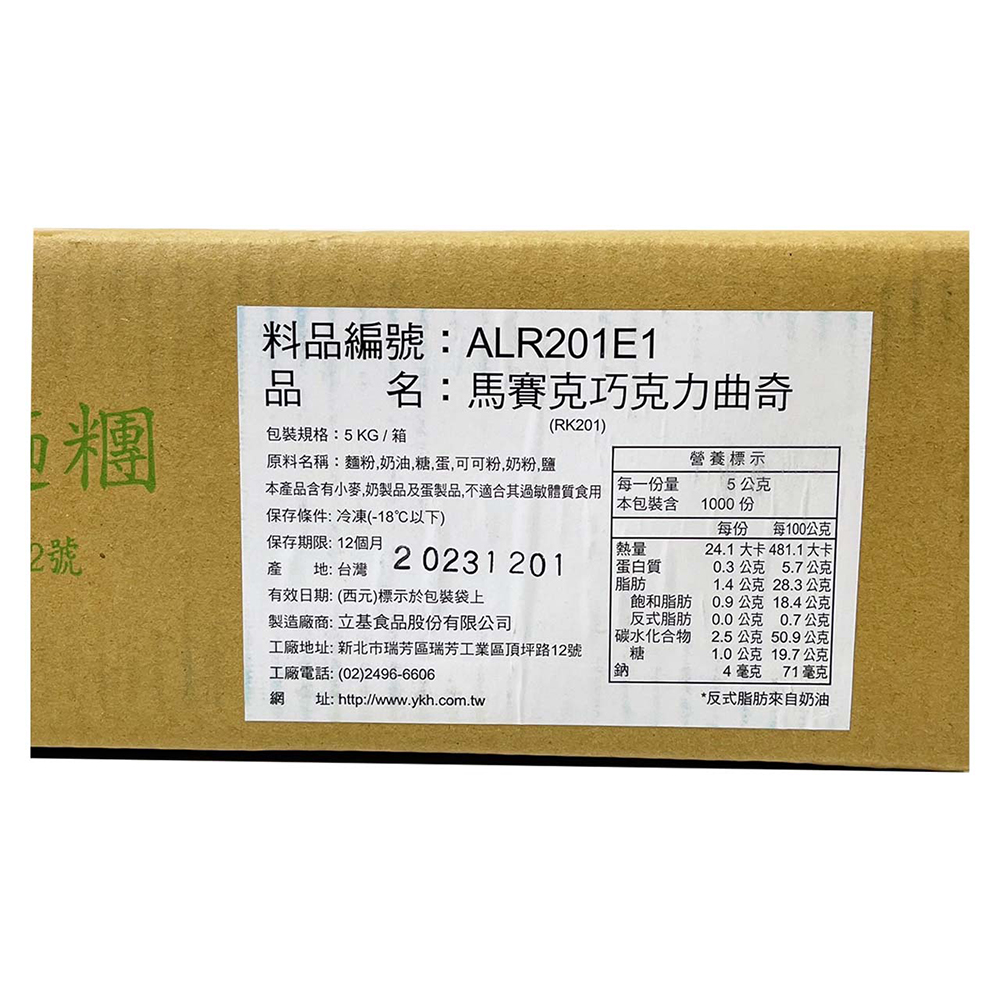 糰
2號
料品編號：ALR201E1
品　　名：馬賽克巧克力曲奇
(RK201)
包裝規格：5 KG / 箱
原料名稱：麵粉,奶油,糖,蛋,可可粉,奶粉,鹽
本產品含有小麥,奶製品及蛋製品,不適合其過敏體質食用
保存條件: 冷凍(-18℃以下)
保存期限: 12個月
20231201
產　地: 台灣
有效日期: (西元)標示於包裝袋上
製造廠商: 立基食品股份有限公司
工廠地址: 新北市瑞芳區瑞芳工業區頂坪路12號
工廠電話: (02)2496-6606
網　址: http://www.ykh.com.tw
營養標示
每一份量 5 公克
本包裝含 1000 份
每份 每100公克
熱量 24.1 大卡 481.1 大卡
蛋白質 0.3 公克 5.7 公克
脂肪 1.4 公克 28.3 公克
飽和脂肪 0.9 公克 18.4 公克
反式脂肪 0.0 公克 0.7 公克
碳水化合物 2.5 公克 50.9 公克
糖 1.0 公克 19.7 公克
鈉 4 毫克 71 毫克
*反式脂肪來自奶油